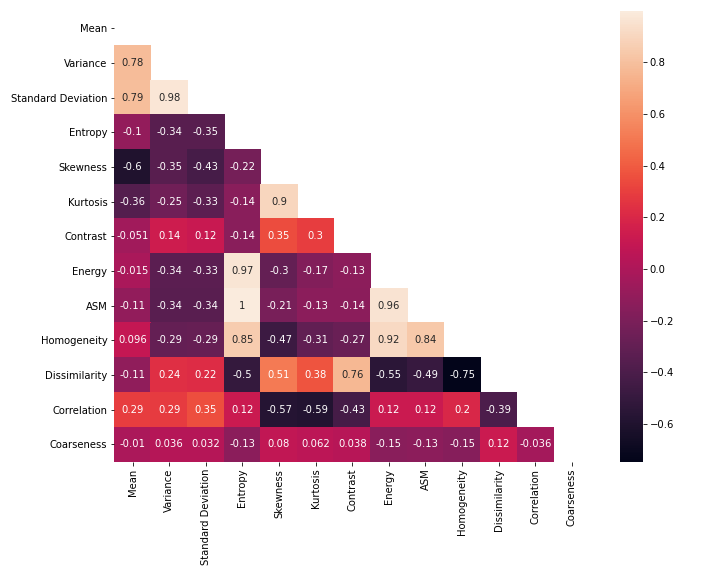 Mean
Variance 0.78
Standard Deviation 0.79 0.98
Entropy -0.1 -0.34 -0.35
Skewness -0.6 -0.35 -0.43 -0.22
Kurtosis -0.36 -0.25 -0.33 -0.14 0.9
Contrast -0.051 0.14 0.12 -0.14 0.35 0.3
Energy -0.015 -0.34 -0.33 0.97 -0.3 -0.17 -0.13
ASM -0.11 -0.34 -0.34 1 -0.21 -0.13 -0.14 0.96
Homogeneity 0.096 -0.29 -0.29 0.85 -0.47 -0.31 -0.27 0.92 0.84
Dissimilarity -0.11 0.24 0.22 -0.5 0.51 0.38 0.76 -0.55 -0.49 -0.75
Correlation 0.29 0.29 0.35 0.12 -0.57 -0.59 -0.43 0.12 0.12 0.2 -0.39
Coarseness -0.01 0.036 0.032 -0.13 0.08 0.062 0.038 -0.15 -0.13 -0.15 0.12 -0.036
Mean
Variance
Standard Deviation
Entropy
Skewness
Kurtosis
Contrast
Energy
ASM
Homogeneity
Dissimilarity
Correlation
Coarseness
0.8
0.6
0.4
0.2
0.0
−0.2
−0.4
−0.6